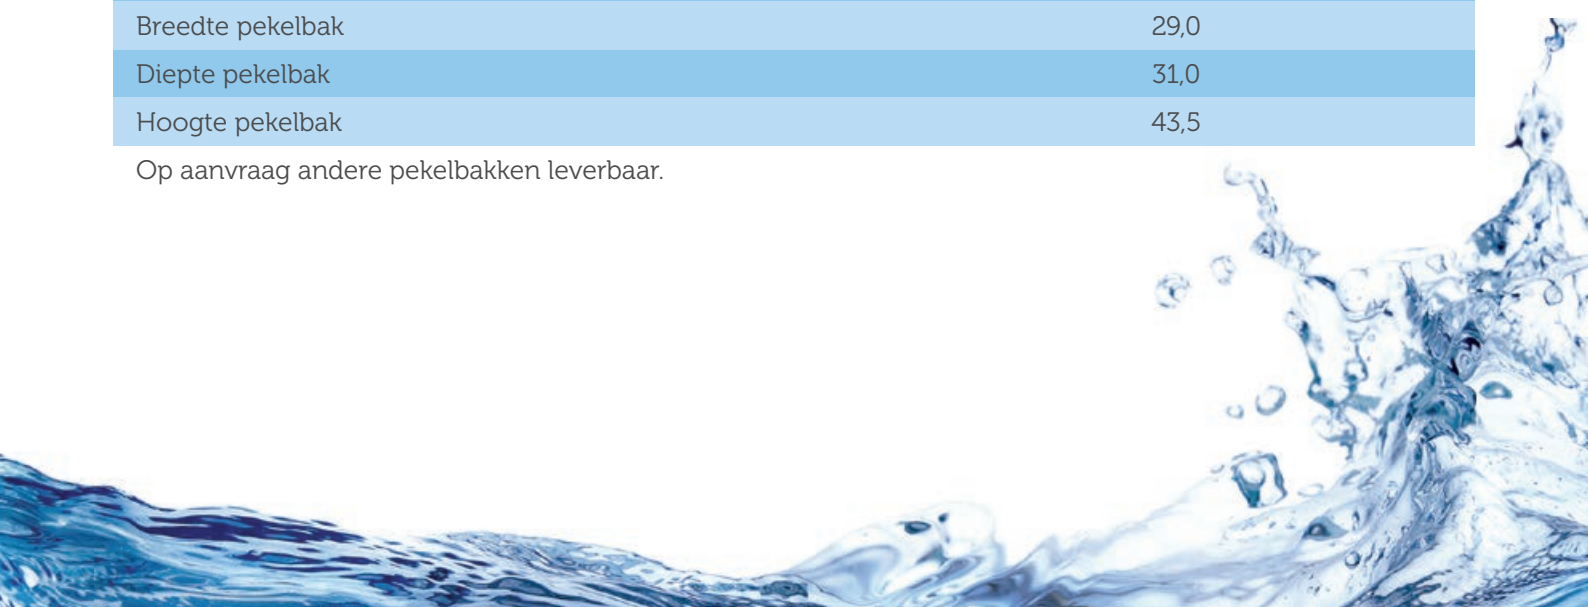 Breedte pekelbak 29,0
Diepte pekelbak 31,0
Hoogte pekelbak 43,5
Op aanvraag andere pekelbakken leverbaar.